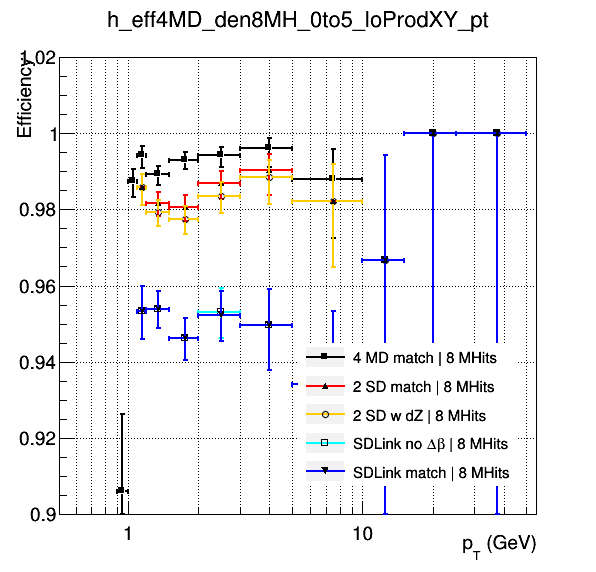 h_eff4MD_den8MH_0to5_loProdXY_pt
Efficiency
1.02
1
0.98
0.96
0.94
0.92
0.9
4 MD match | 8 MHits
2 SD match | 8 MHits
2 SD w dZ | 8 MHits
SDLink no Δβ | 8 MHits
SDLink match | 8 MHits
1
10
p_T (GeV)